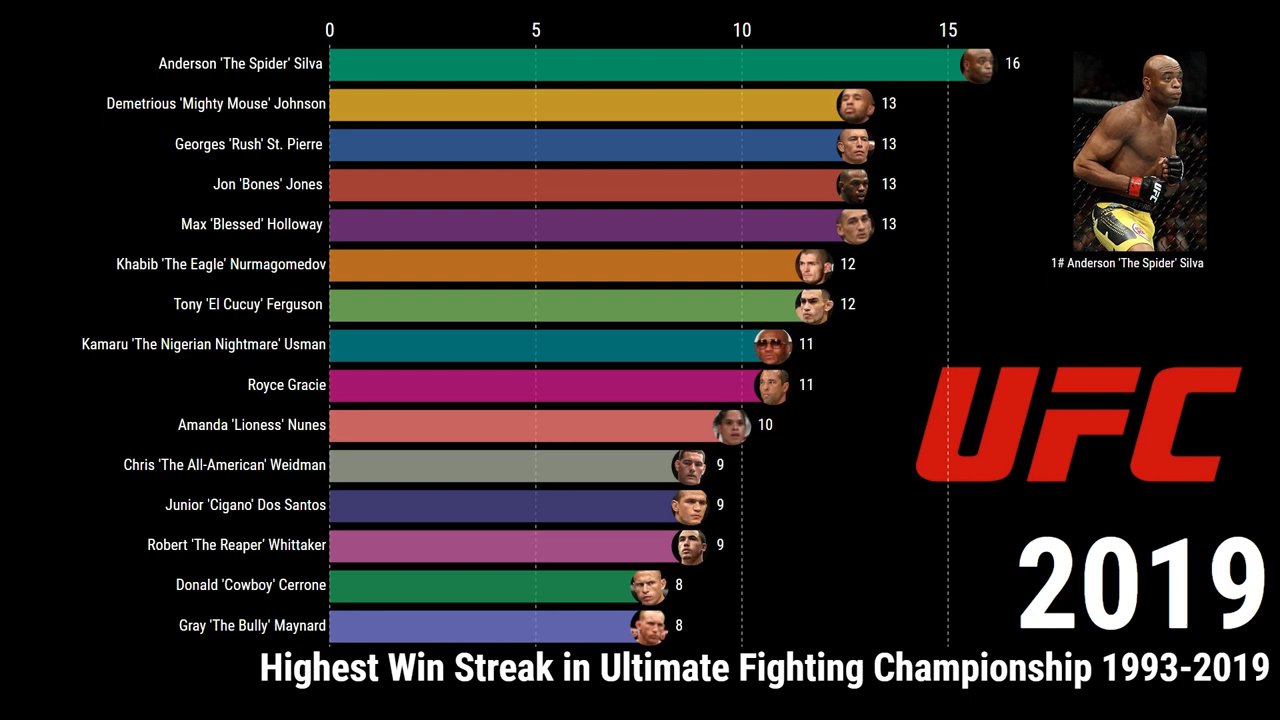 0 5 10 15
Anderson 'The Spider' Silva 16
Demetrious 'Mighty Mouse' Johnson 13
Georges 'Rush' St. Pierre 13
Jon 'Bones' Jones 13
Max 'Blessed' Holloway 13
Khabib 'The Eagle' Nurmagomedov 12
Tony 'El Cucuy' Ferguson 12
Kamaru 'The Nigerian Nightmare' Usman 11
Royce Gracie 11
Amanda 'Lioness' Nunes 10
Chris 'The All-American' Weidman 9
Junior 'Cigano' Dos Santos 9
Robert 'The Reaper' Whittaker 9
Donald 'Cowboy' Cerrone 8
Gray 'The Bully' Maynard 8
UFC
1# Anderson 'The Spider' Silva
UFC
2019
Highest Win Streak in Ultimate Fighting Championship 1993-2019